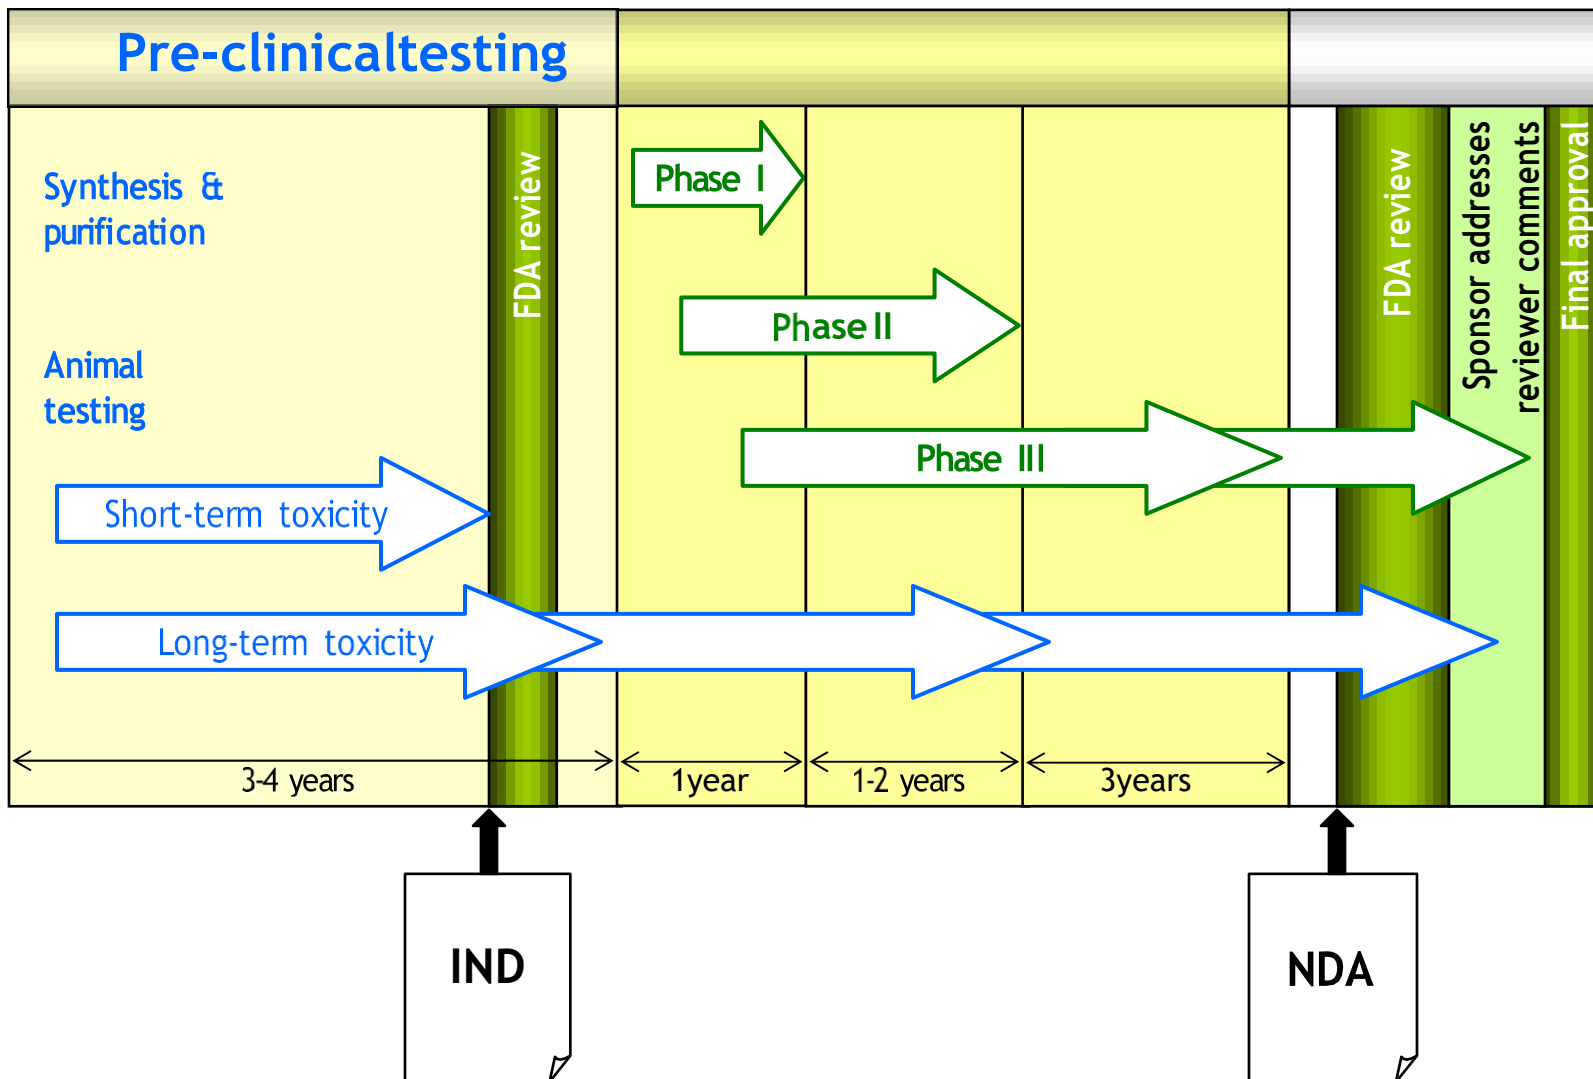 Pre-clinicaltesting
Synthesis &
purification
Animal
testing
Short-term toxicity
Long-term toxicity
FDA review
Phase I
Phase II
Phase III
FDA review
Sponsor addresses
reviewer comments
Final approval
3-4 years
1year
1-2 years
3years
IND
NDA